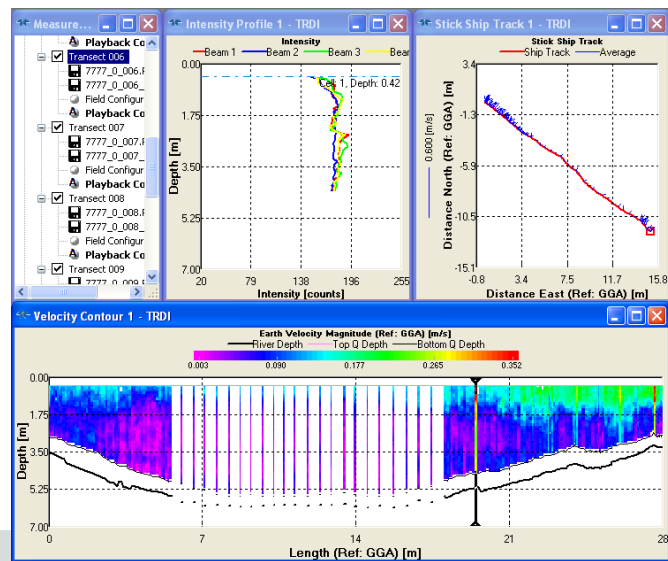 Measure...
Playback Co
Transect 006
7777_0_006.F
7777_0_006_
Field Configur
Playback Co
Transect 007
7777_0_007.F
7777_0_007_
Field Configur
Playback Co
Transect 008
7777_0_008.F
7777_0_008_
Field Configur
Playback Co
Transect 009
7777_0_009.F
Intensity Profile 1 - TRDI
Intensity
Beam 1 Beam 2 Beam 3 Bear
Cell: 1, Depth: 0.42
Depth [m]
0.00
1.75
3.50
5.25
7.00
20 79 138 196 255
Intensity [counts]
Stick Ship Track 1 - TRDI
Stick Ship Track
Ship Track Average
0.600 [m/s]
Distance North (Ref: GGA) [m]
3.4
-1.3
-5.9
-10.5
-15.1
-0.8 3.4 7.5 11.7 15.8
Distance East (Ref: GGA) [m]
Velocity Contour 1 - TRDI
Earth Velocity Magnitude (Ref: GGA) [m/s]
River Depth Top Q Depth Bottom Q Depth
0.003 0.090 0.177 0.265 0.352
Depth [m]
0.00
1.75
3.50
5.25
7.00
0 7 14 21 28
Length (Ref: GGA) [m]